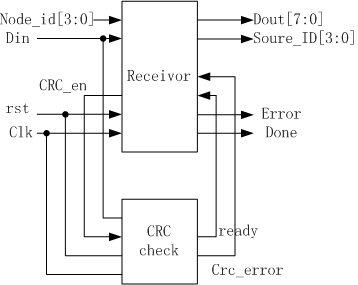 Node_id[3:0]
Dout[7:0]
Din
Soure_ID[3:0]
Receivor
CRC_en
rst
Error
Clk
Done
CRC
check
ready
Crc_error